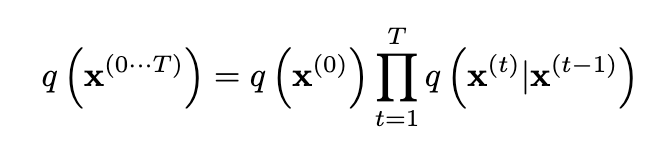 q(𝐱^{(0···T)}) = q(𝐱^{(0)}) ∏_{t=1}^{T} q(𝐱^{(t)}|𝐱^{(t−1)})